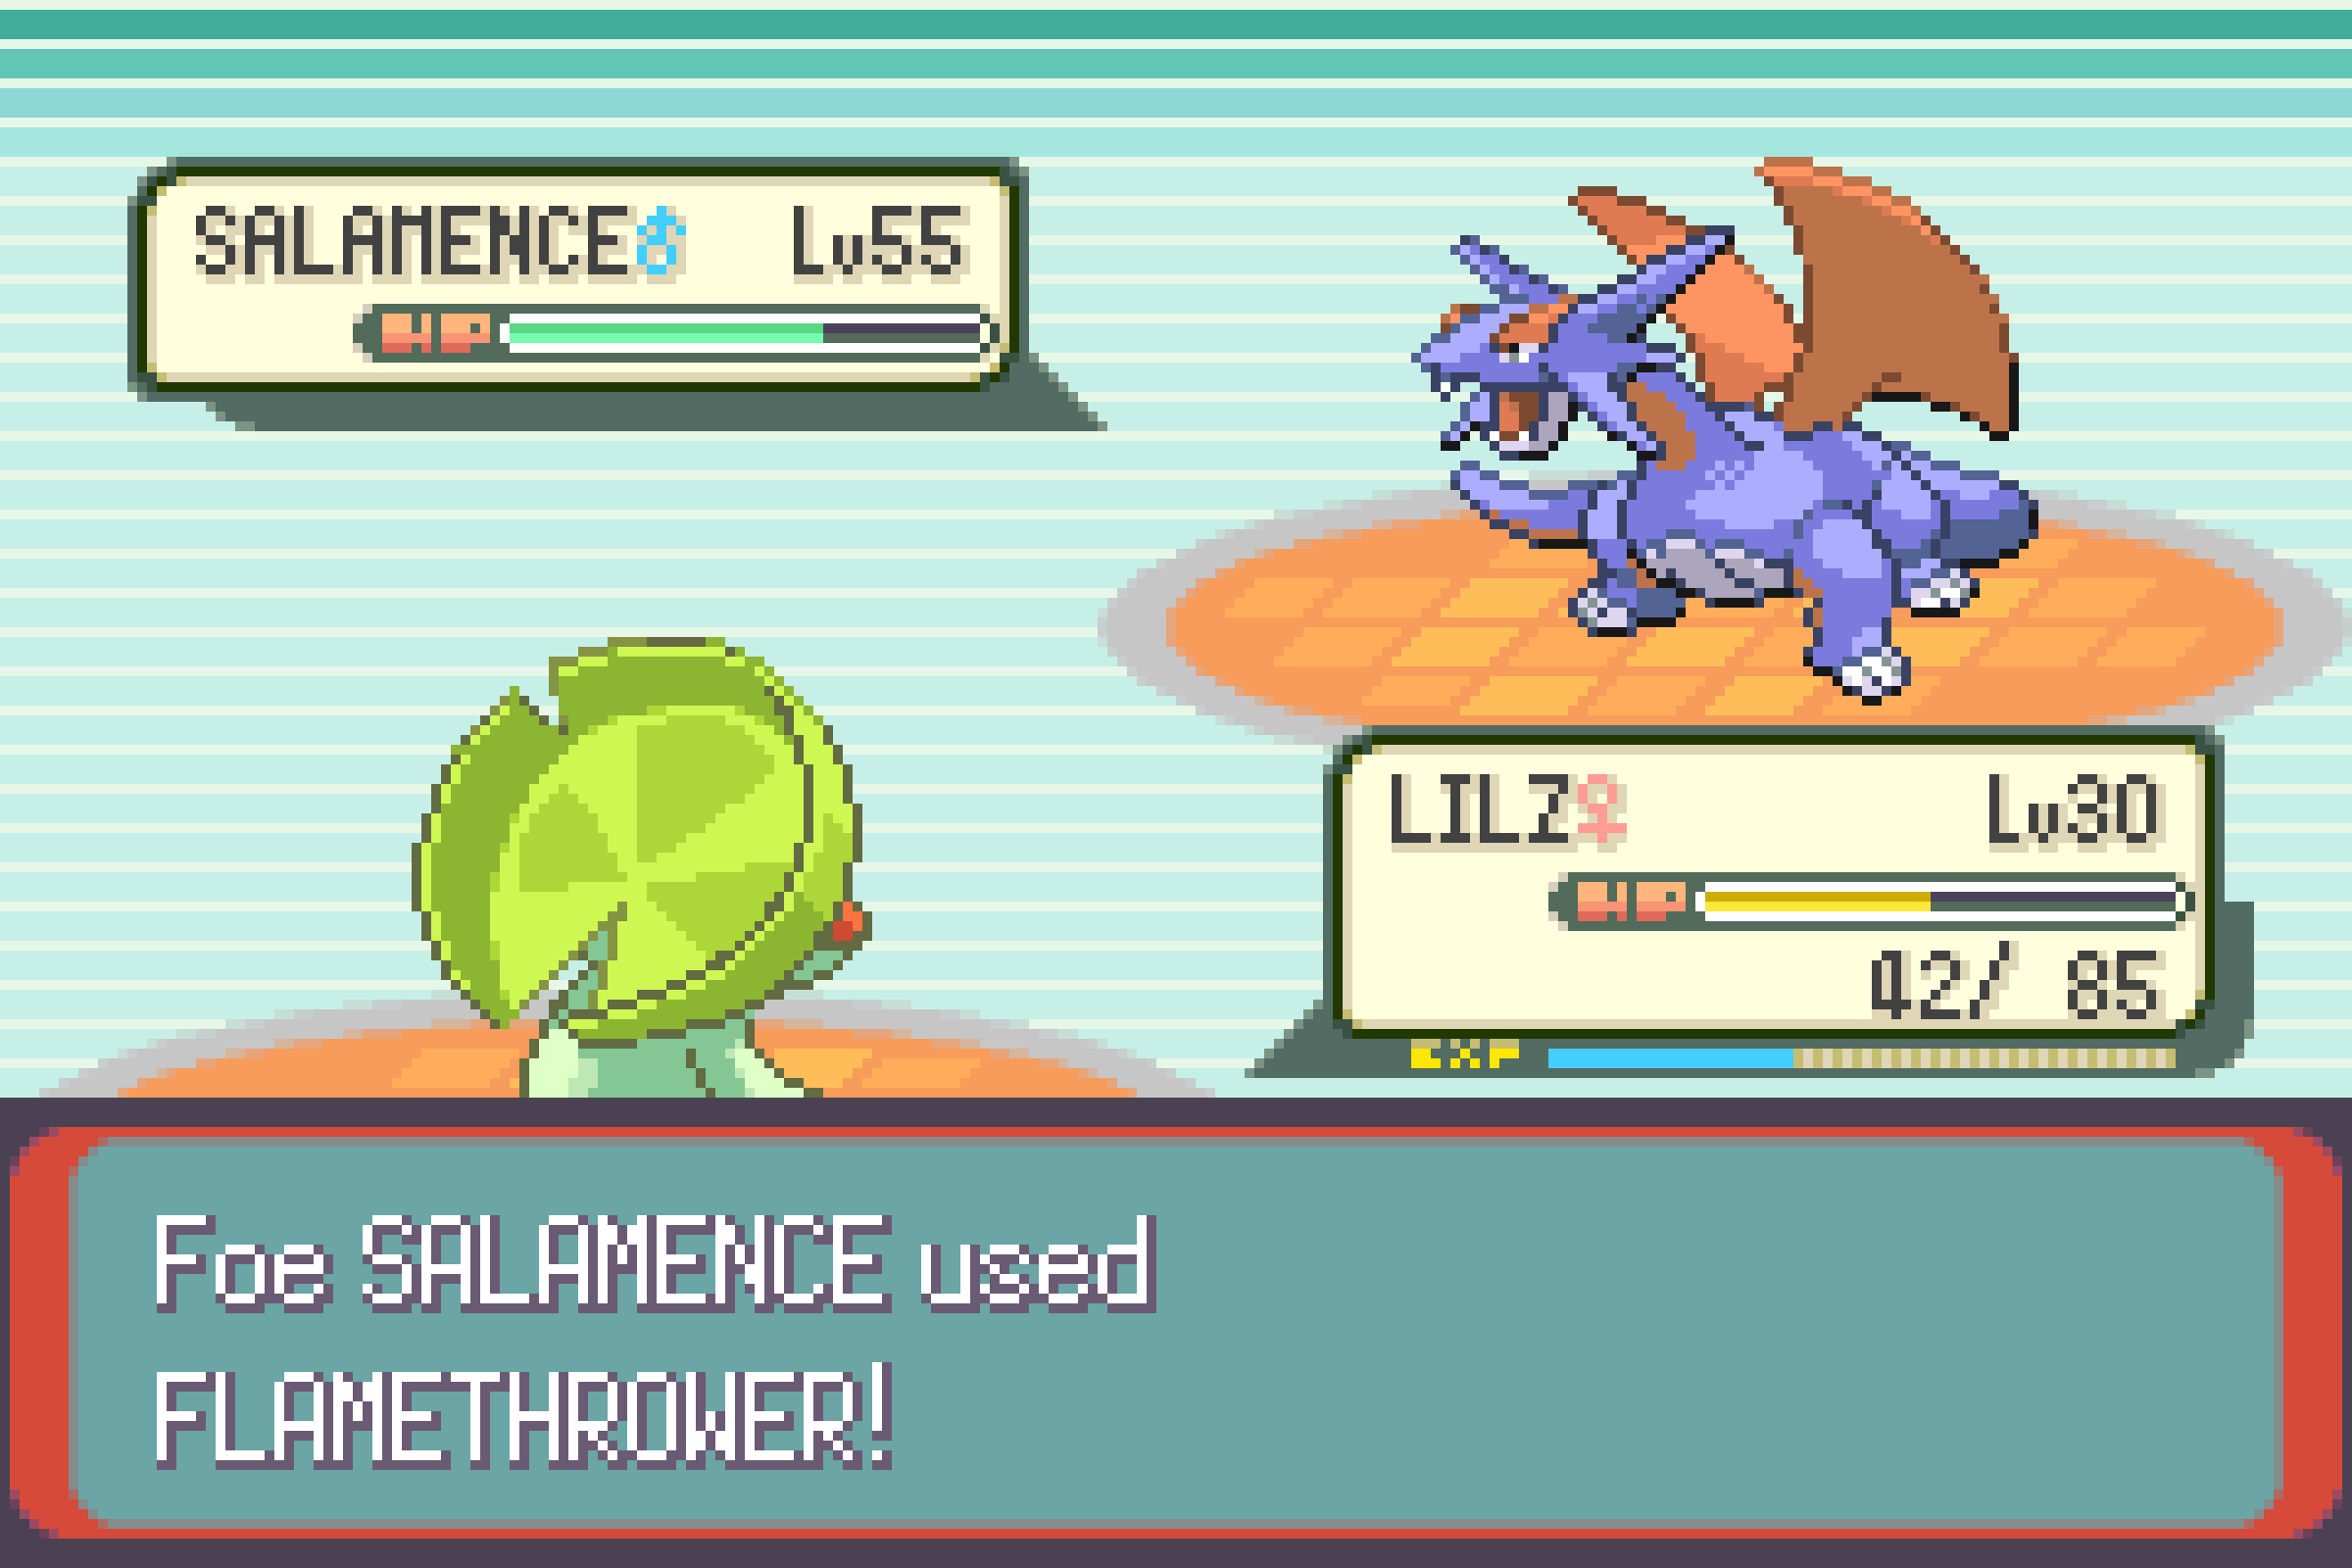 SALAMENCE♂ Lv55
HP
LILZ♀ Lv30
HP
42/ 85
EXP
Foe SALAMENCE used
FLAMETHROWER!